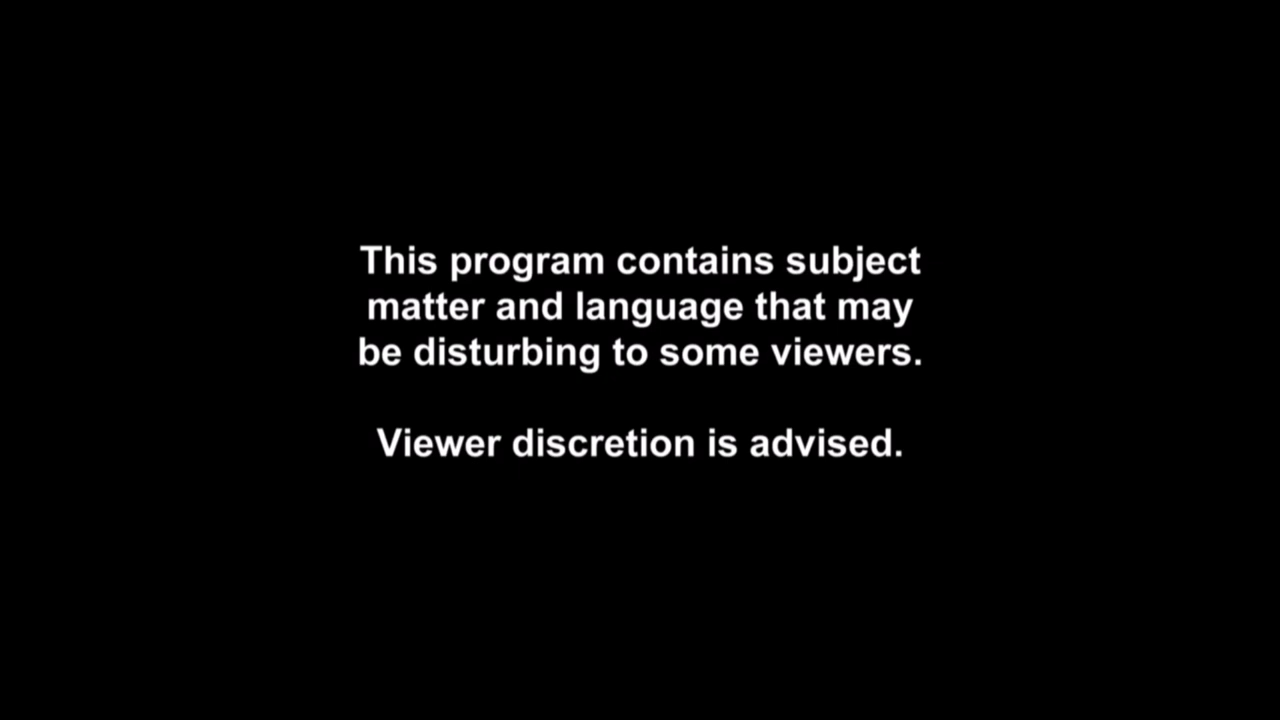 This program contains subject
matter and language that may
be disturbing to some viewers.
Viewer discretion is advised.